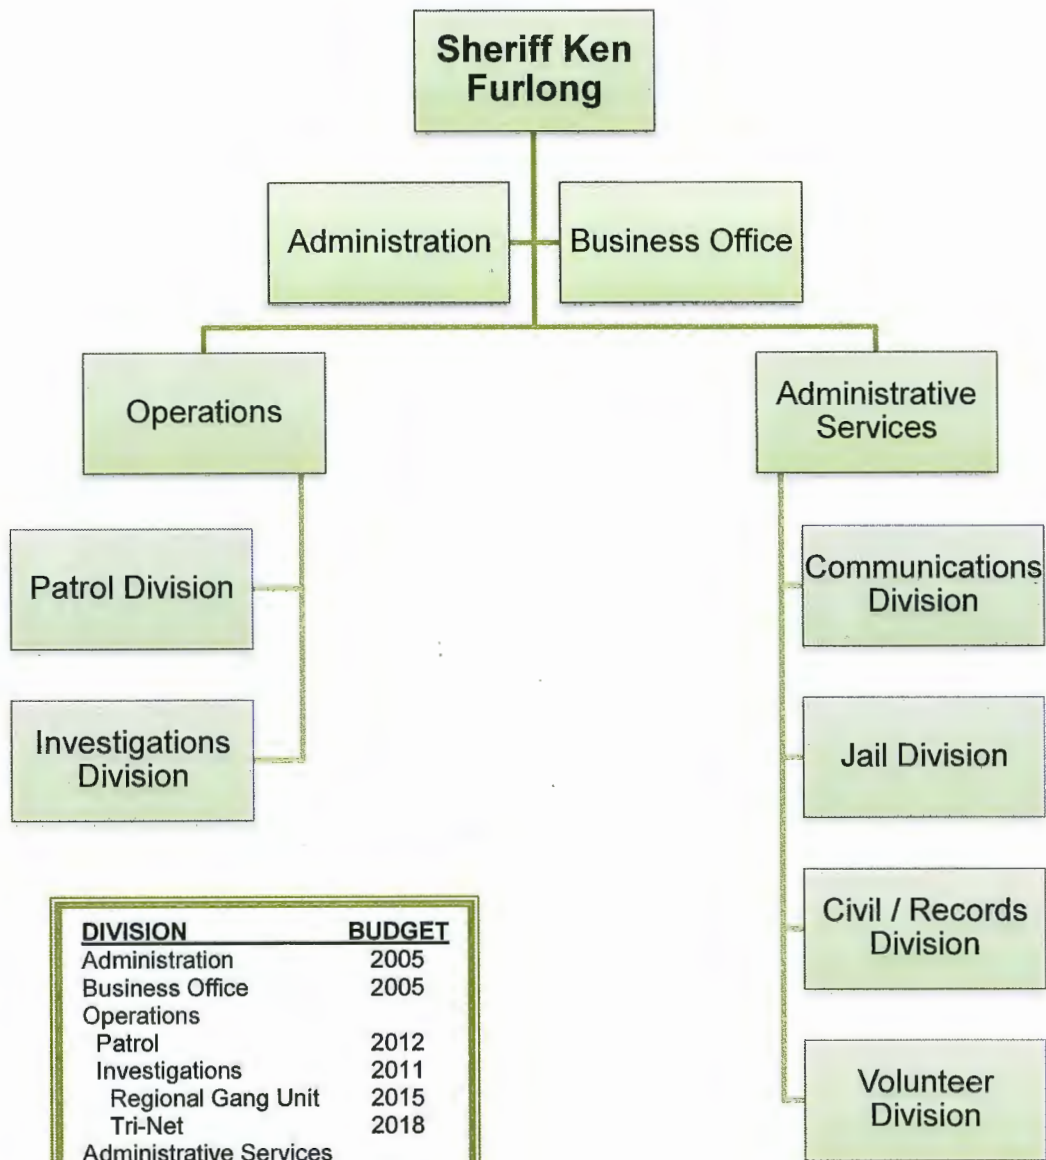 Sheriff Ken
Furlong
Administration
Business Office
Operations
Administrative
Services
Patrol Division
Investigations
Division
Communications
Division
Jail Division
Civil / Records
Division
Volunteer
Division
DIVISION BUDGET
Administration 2005
Business Office 2005
Operations
Patrol 2012
Investigations 2011
Regional Gang Unit 2015
Tri-Net 2018
Administrative Services